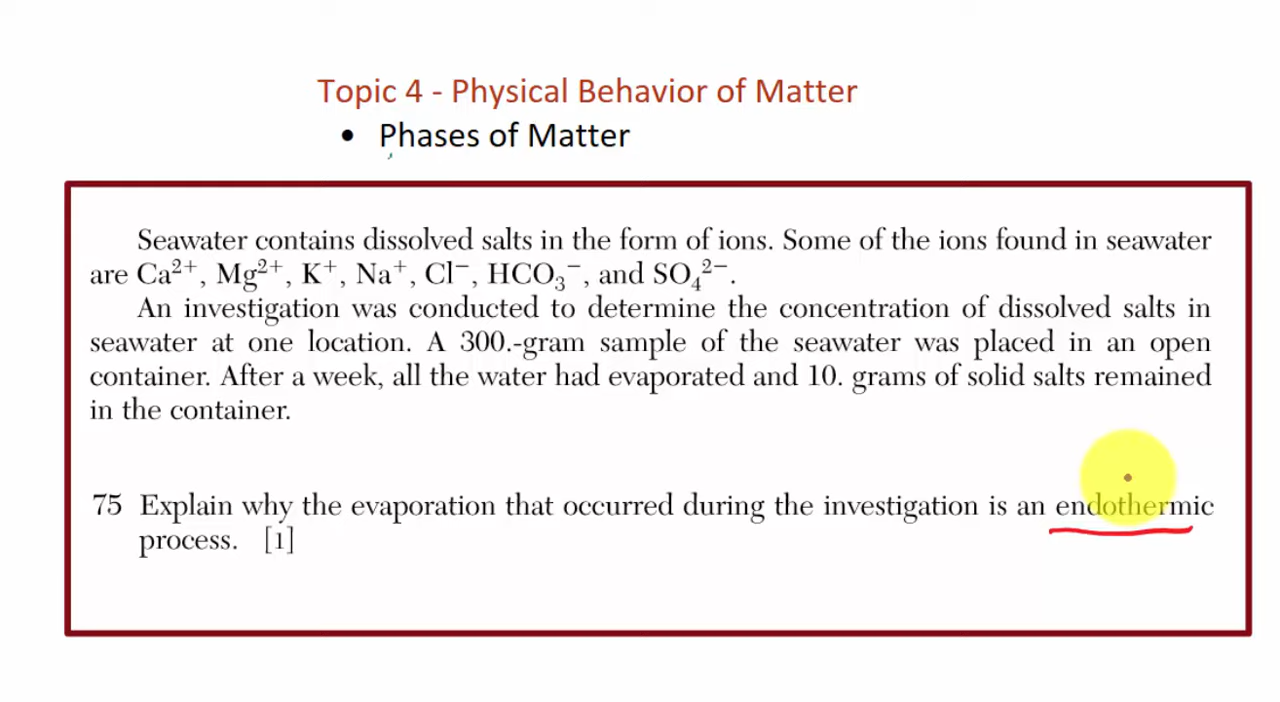 Topic 4 - Physical Behavior of Matter
• Phases of Matter
Seawater contains dissolved salts in the form of ions. Some of the ions found in seawater
are Ca²⁺, Mg²⁺, K⁺, Na⁺, Cl⁻, HCO₃⁻, and SO₄²⁻.
An investigation was conducted to determine the concentration of dissolved salts in
seawater at one location. A 300.-gram sample of the seawater was placed in an open
container. After a week, all the water had evaporated and 10. grams of solid salts remained
in the container.
75 Explain why the evaporation that occurred during the investigation is an endothermic
process. [1]